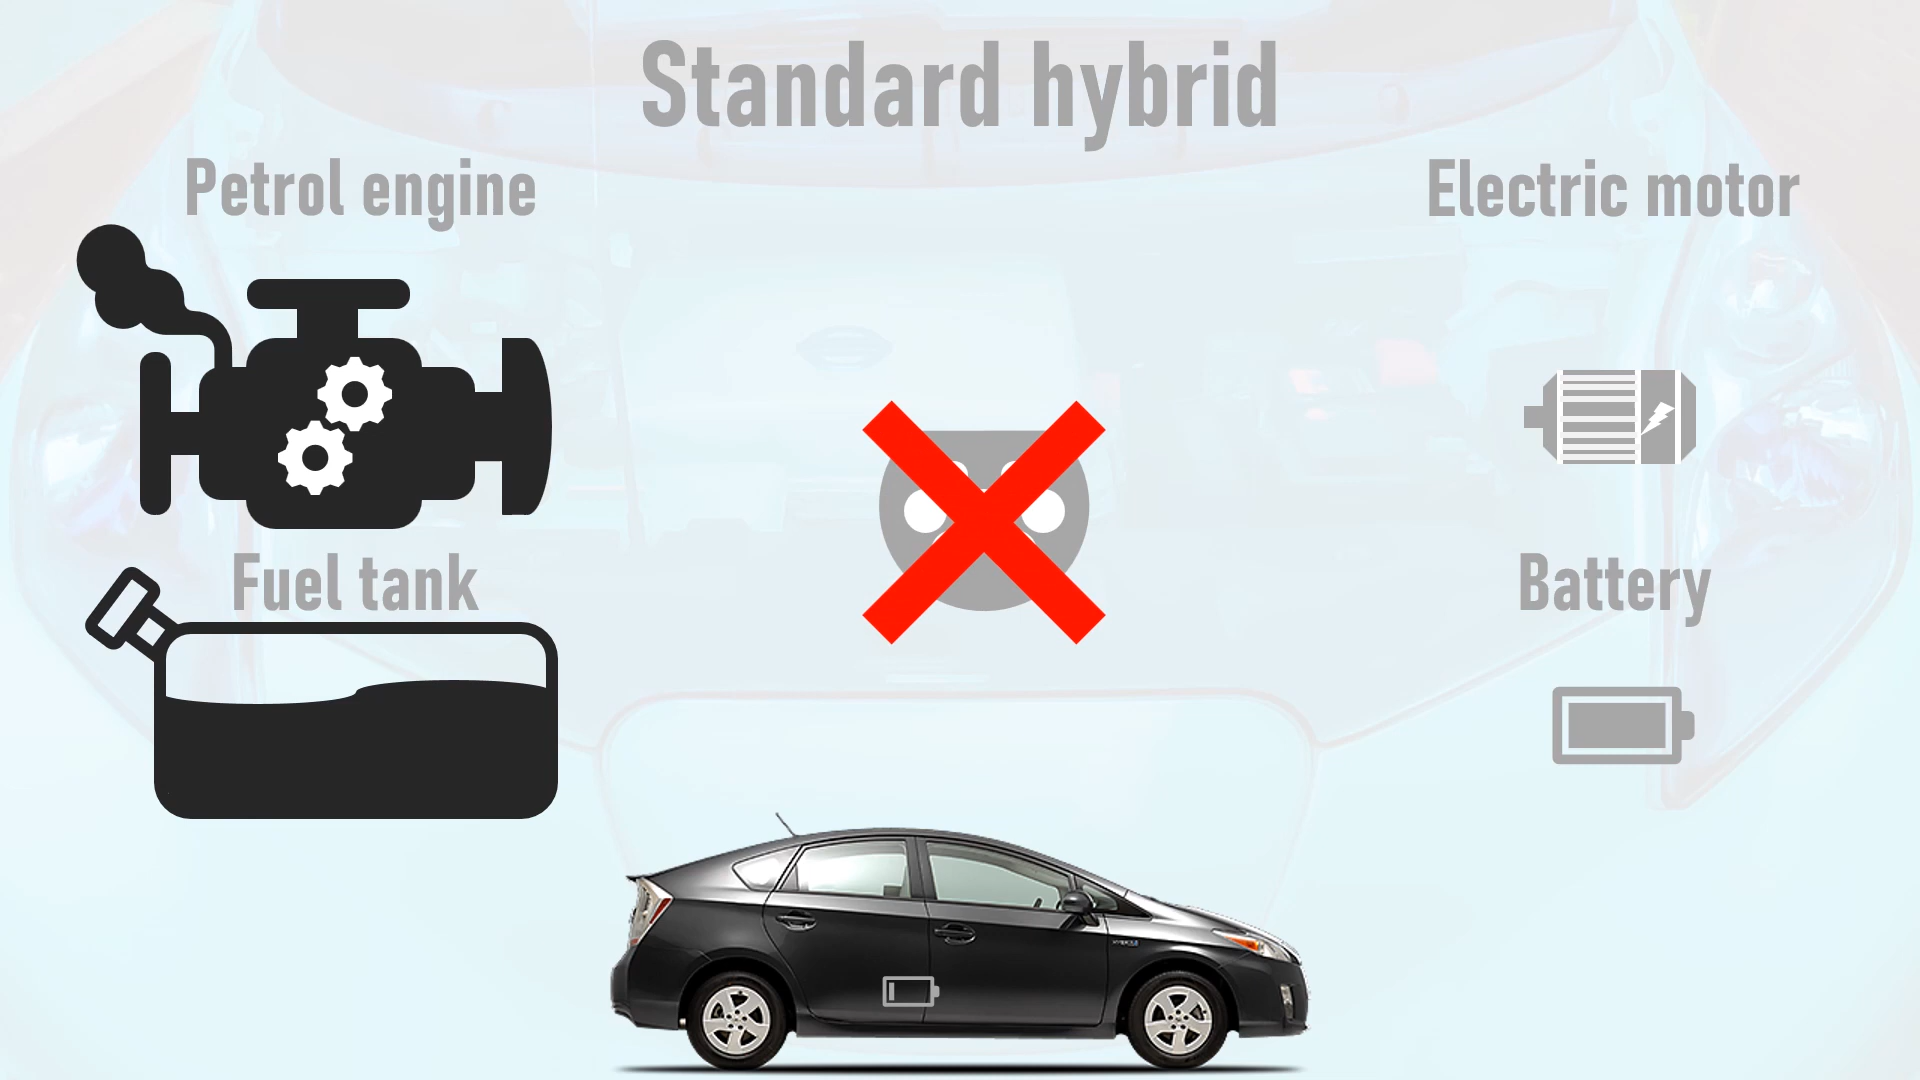 Standard hybrid
Petrol engine
Electric motor
Fuel tank
Battery